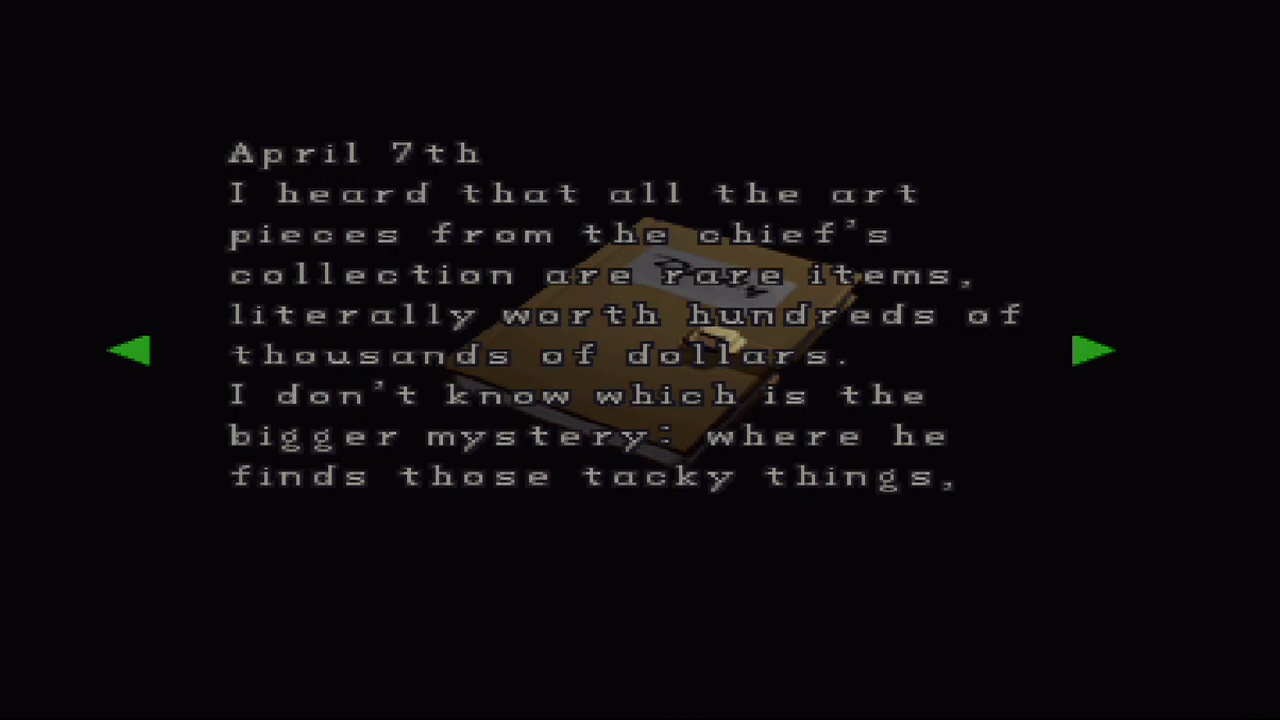 April 7th
I heard that all the art
pieces from the chief's
collection are rare items,
literally worth hundreds of
thousands of dollars.
I don't know which is the
bigger mystery: where he
finds those tacky things,
Diary